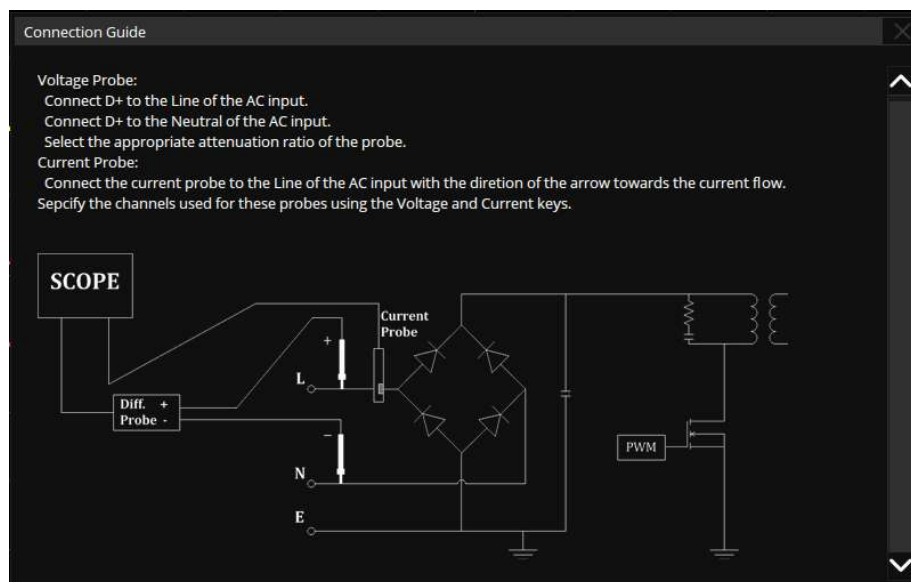 Connection Guide
Voltage Probe:
Connect D+ to the Line of the AC input.
Connect D+ to the Neutral of the AC input.
Select the appropriate attenuation ratio of the probe.
Current Probe:
Connect the current probe to the Line of the AC input with the diretion of the arrow towards the current flow.
Sepcify the channels used for these probes using the Voltage and Current keys.
SCOPE
Current
Probe
+
L
Diff. +
Probe -
−
N
PWM
E